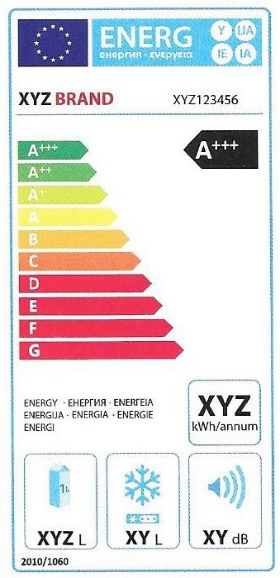 ENERG Y IJA
енергия · ενεργεια IE IA
XYZ BRAND XYZ123456
A+++ A+++
A++
A+
A
B
C
D
E
F
G
ENERGY · ЕНЕРГИЯ · ΕΝΕΡΓΕΙΑ
ENERGIJA · ENERGY · ENERGIE
ENERGI
XYZ
kWh/annum
1L
XYZ L XY L XY dB
2010/1060